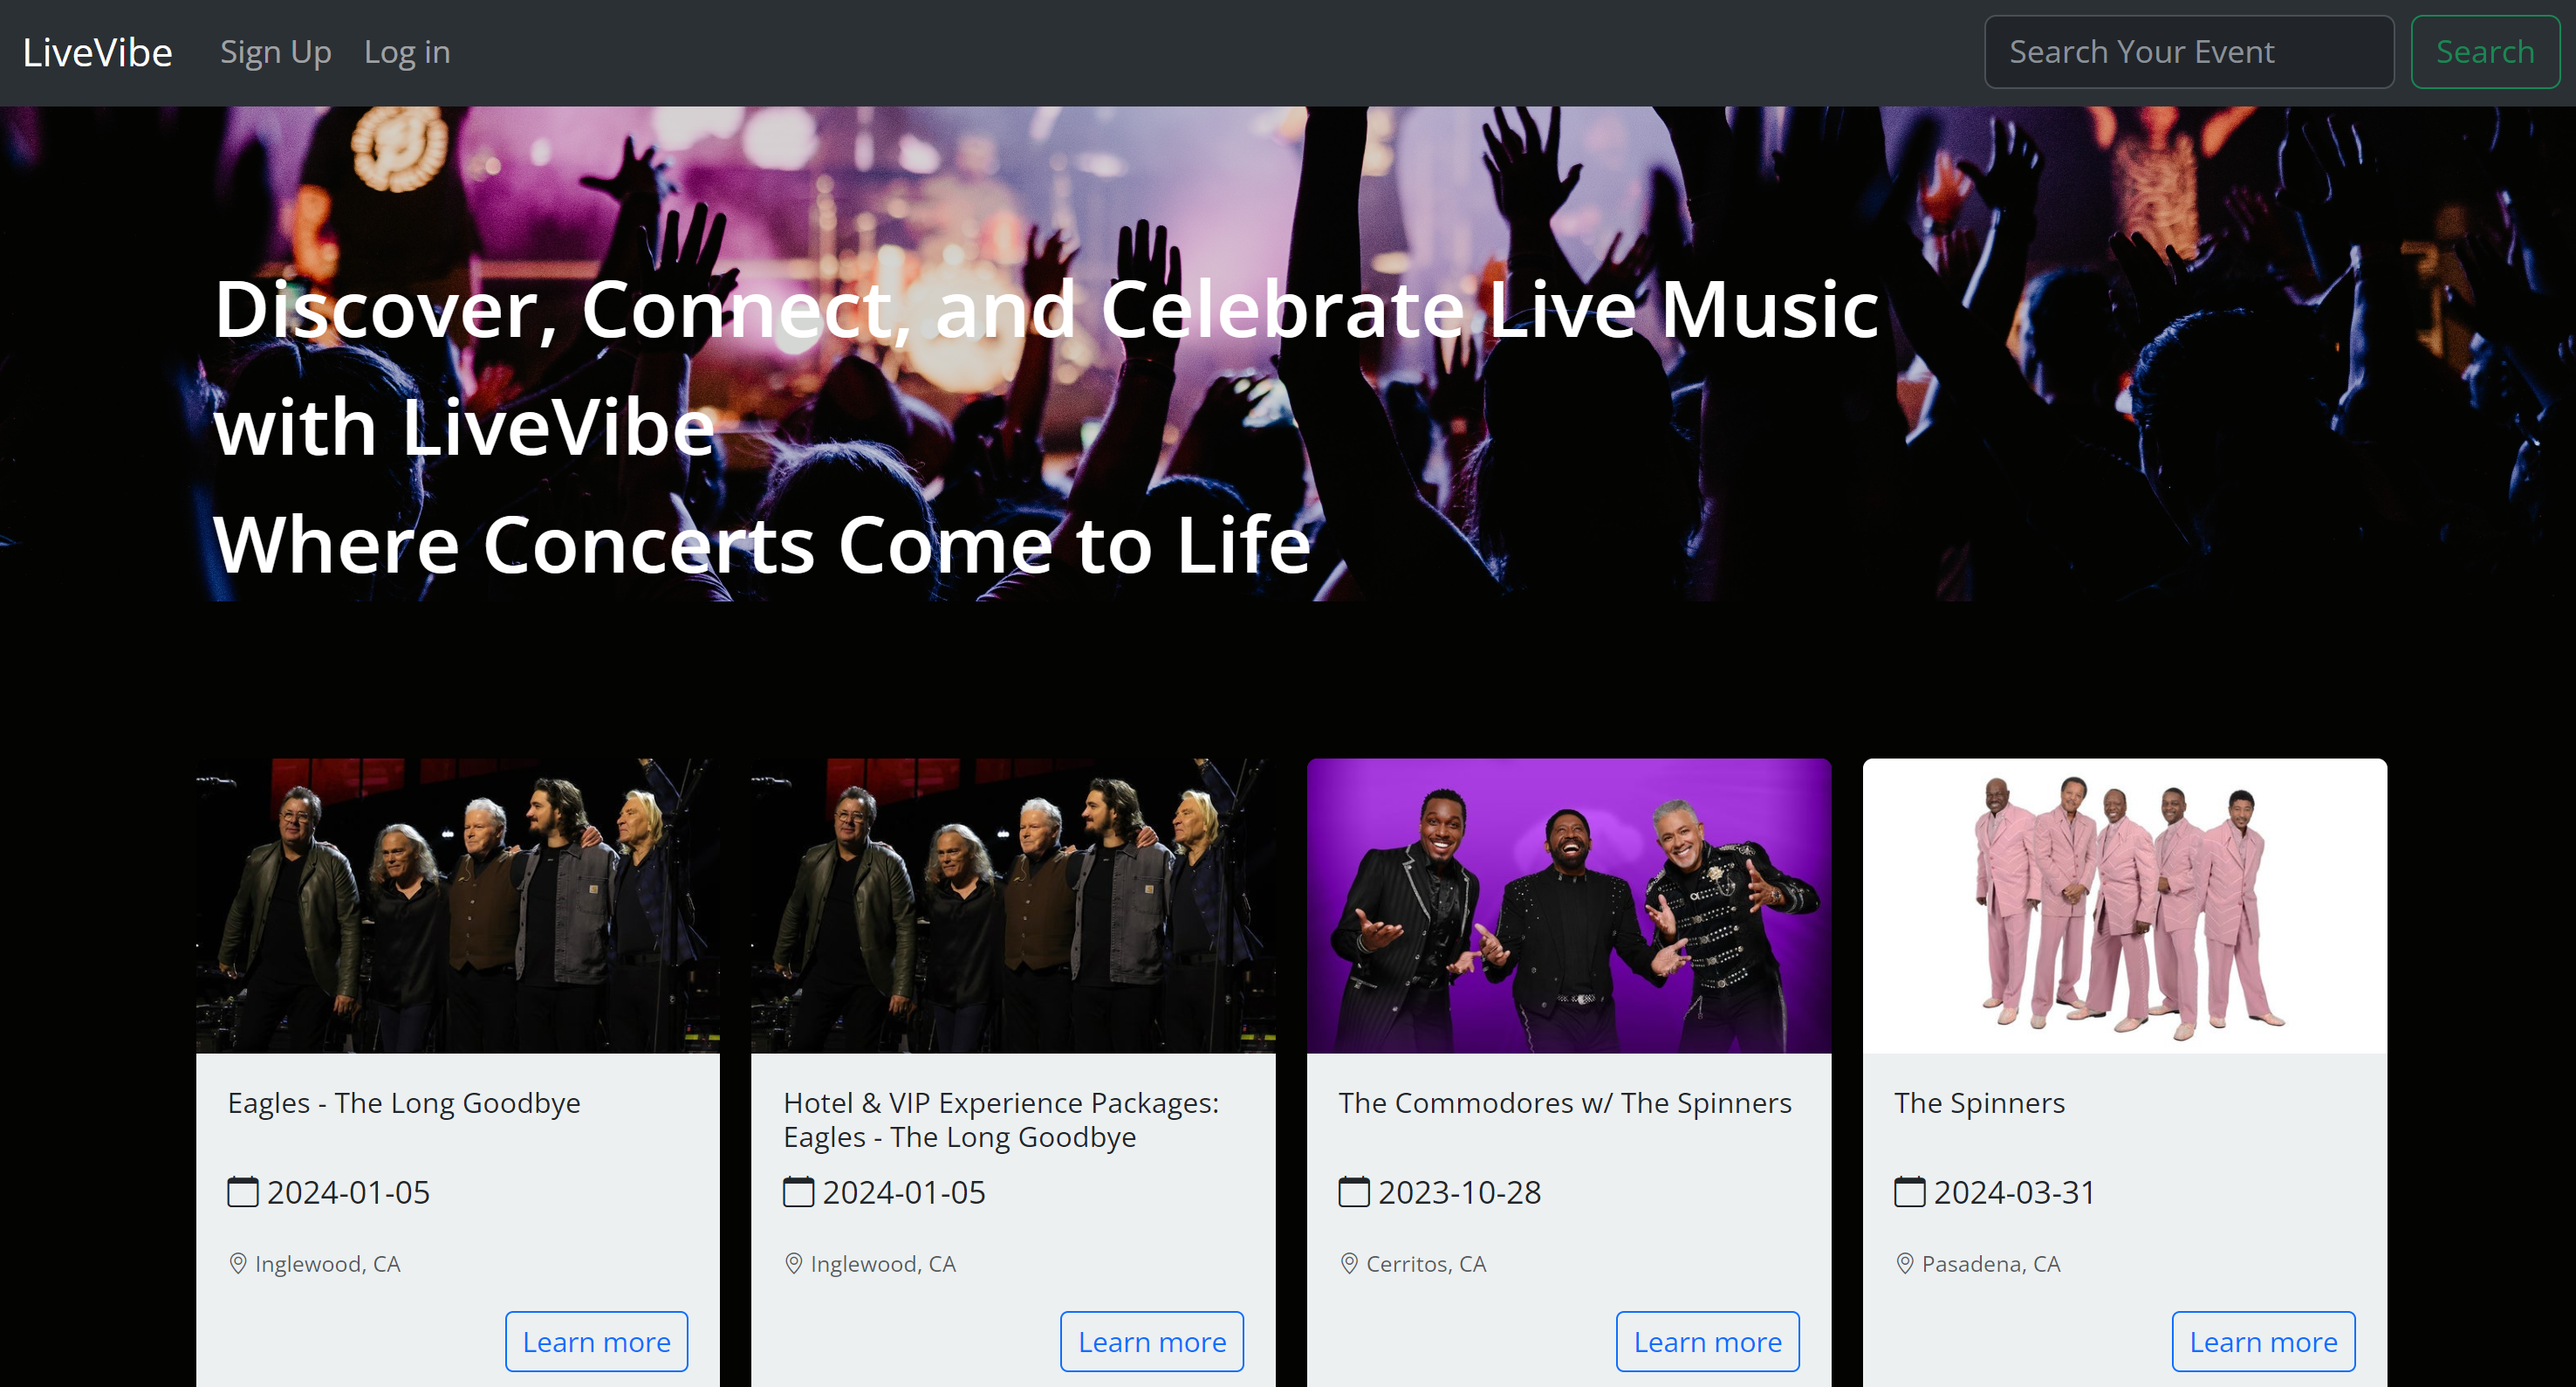 LiveVibe Sign Up Log in Search Your Event Search
Discover, Connect, and Celebrate Live Music
with LiveVibe
Where Concerts Come to Life
Eagles - The Long Goodbye
2024-01-05
Inglewood, CA
Learn more
Hotel & VIP Experience Packages:
Eagles - The Long Goodbye
2024-01-05
Inglewood, CA
Learn more
The Commodores w/ The Spinners
2023-10-28
Cerritos, CA
Learn more
The Spinners
2024-03-31
Pasadena, CA
Learn more